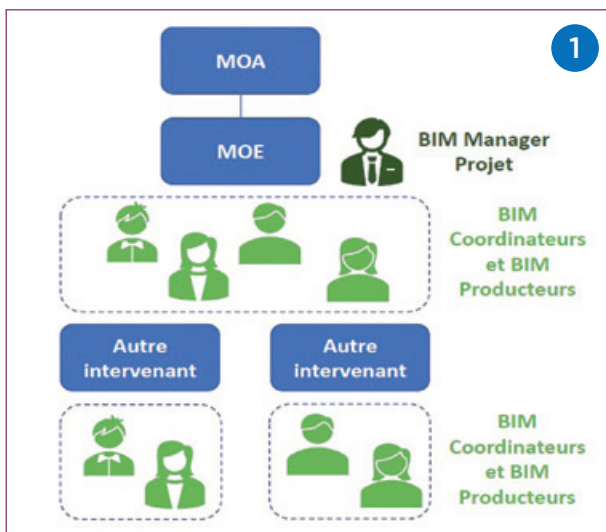 1
MOA
MOE
BIM Manager
Projet
BIM
Coordinateurs
et BIM
Producteurs
Autre
intervenant
Autre
intervenant
BIM
Coordinateurs
et BIM
Producteurs